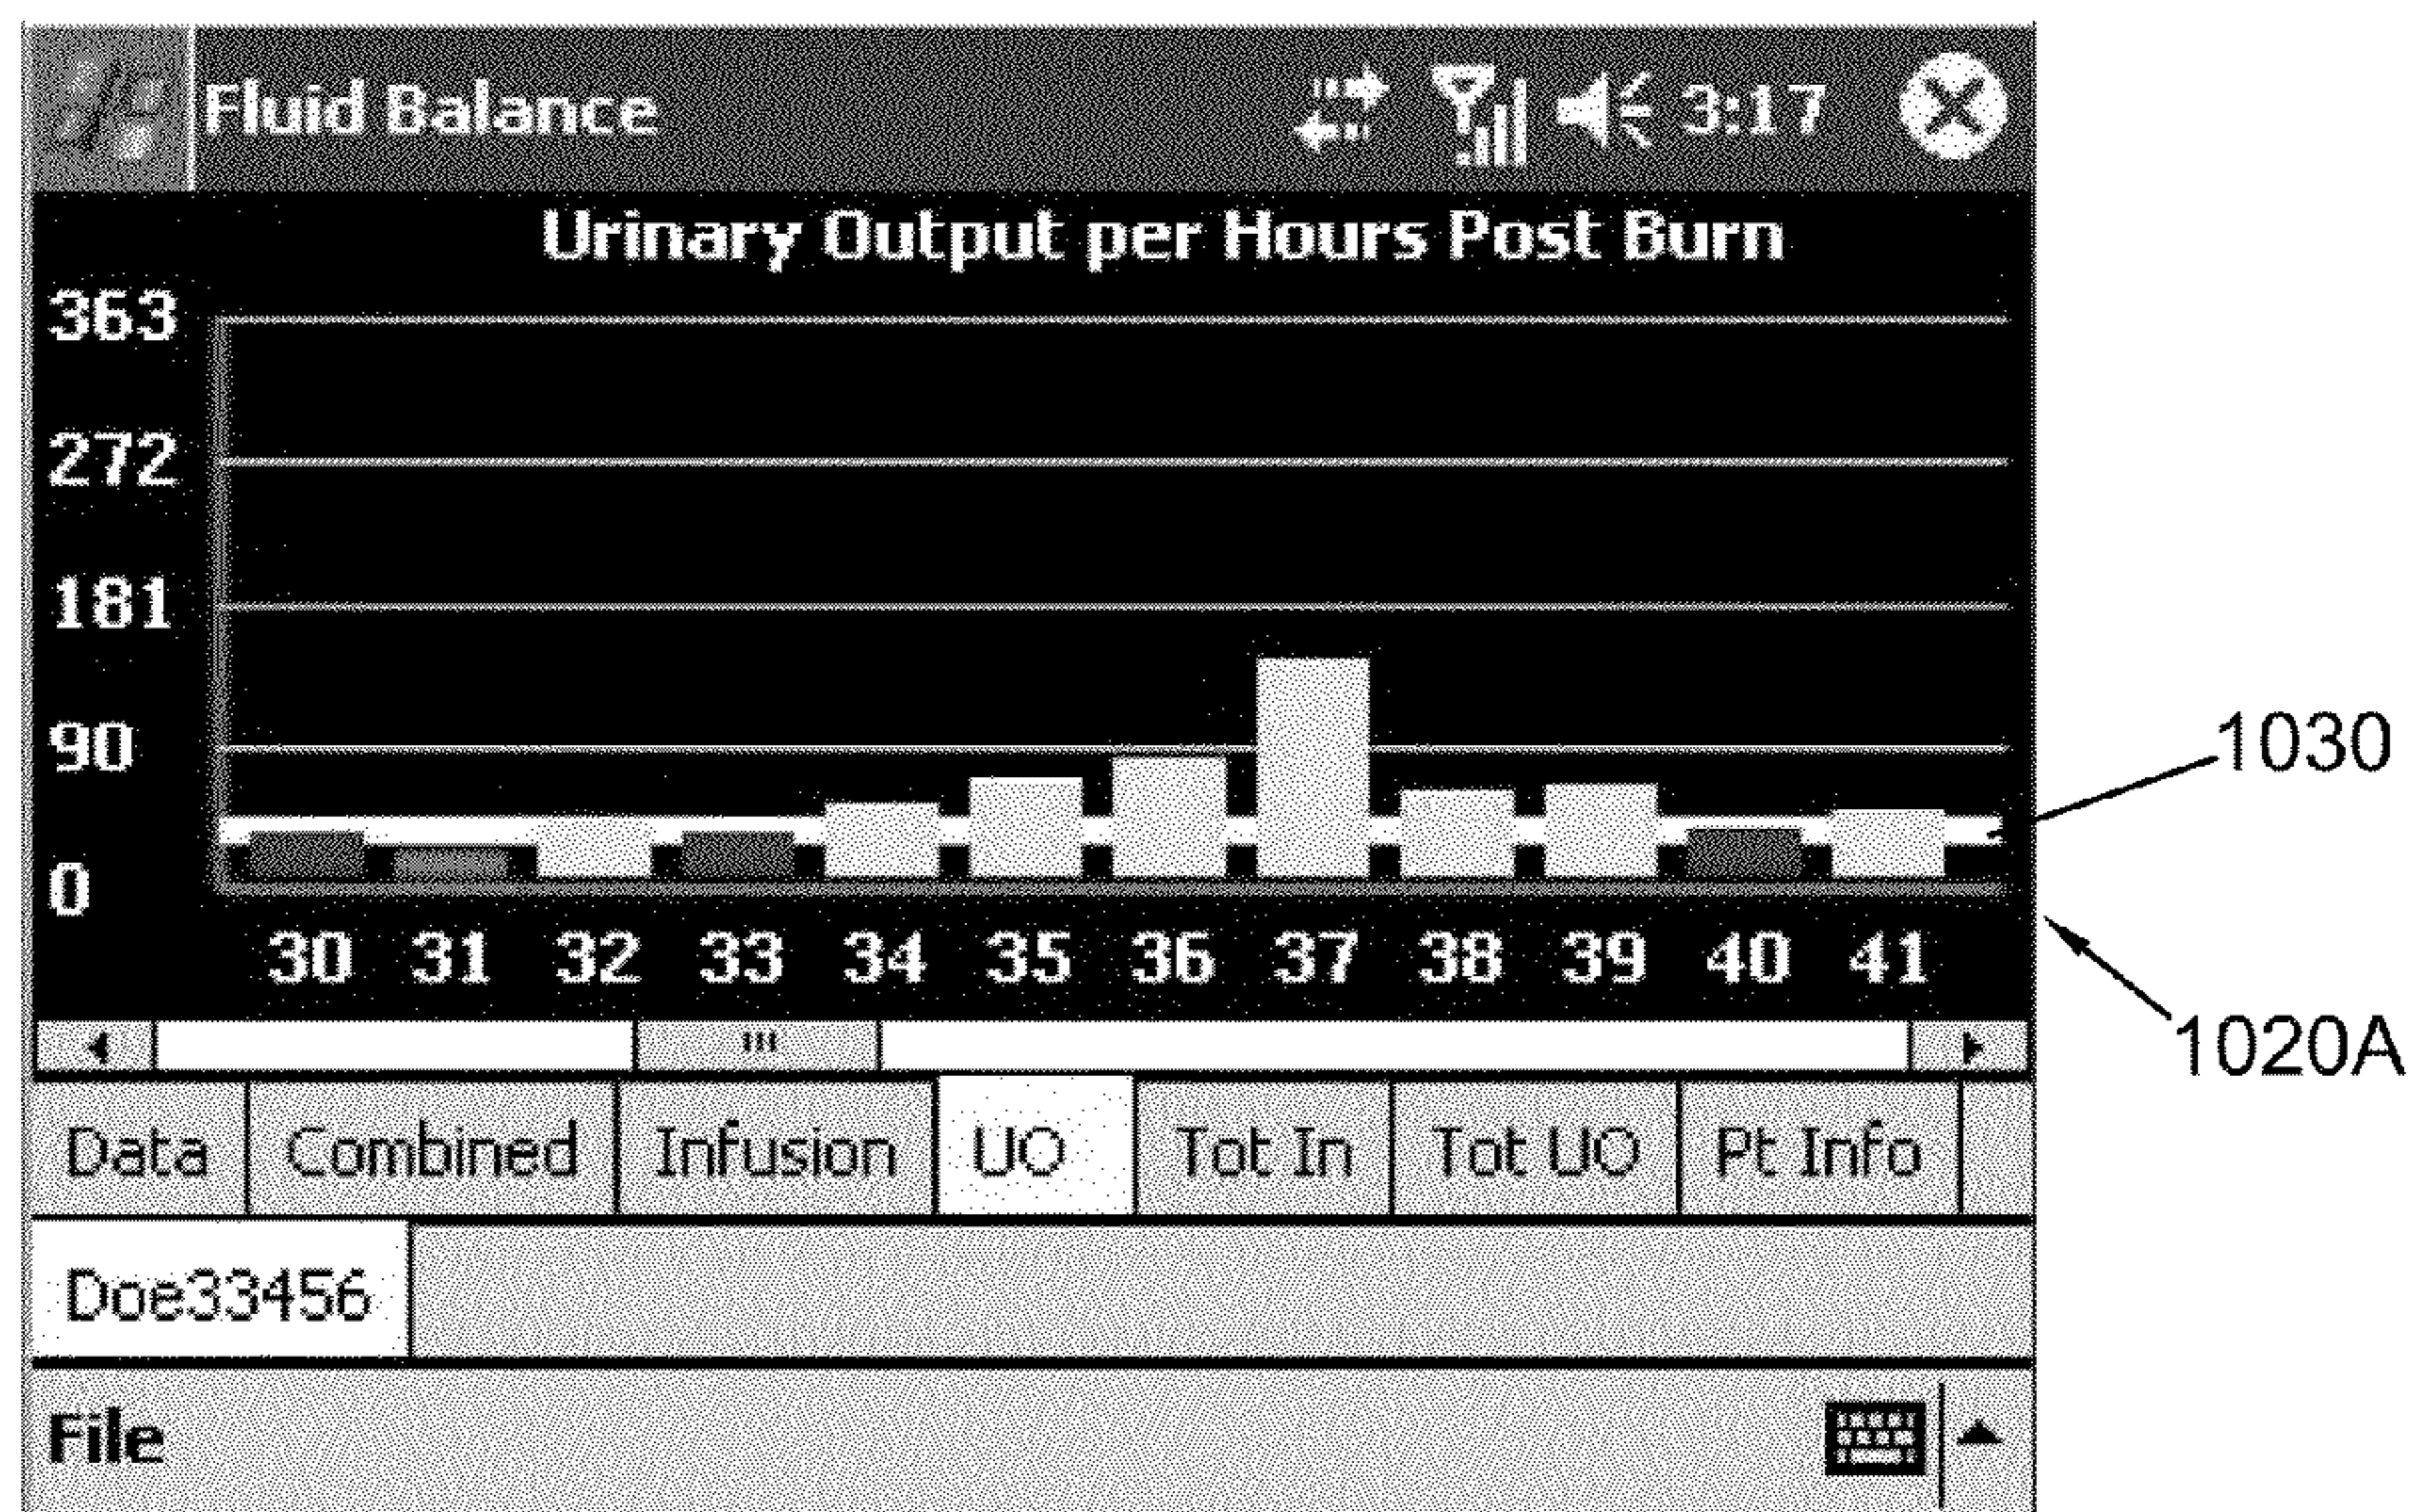 Fluid Balance 3:17
Urinary Output per Hours Post Burn
363
272
181
90
0
30 31 32 33 34 35 36 37 38 39 40 41
1030
1020A
Data Combined Infusion UO Tot In Tot UO Pt Info
Doe33456
File